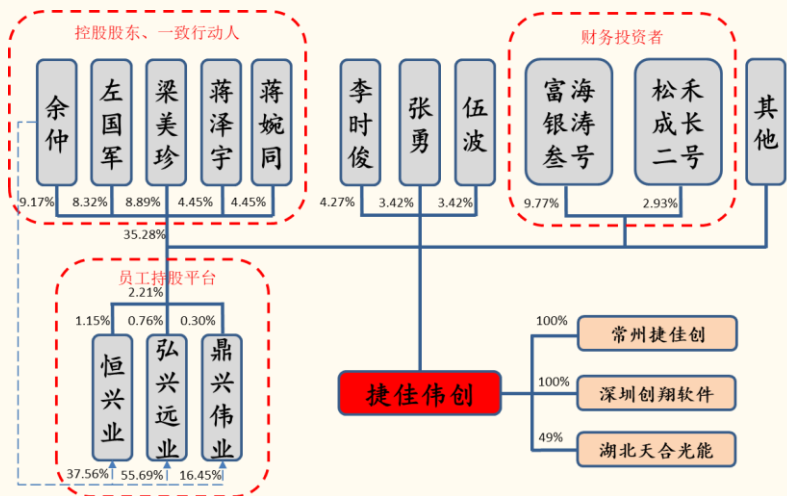 控股股东、一致行动人
财务投资者
余仲
左国军
梁美珍
蒋泽宇
蒋婉同
李时俊
张勇
伍波
富海银涛叁号
松禾成长二号
其他
9.17%
8.32%
8.89%
4.45%
4.45%
4.27%
3.42%
3.42%
9.77%
2.93%
35.28%
员工持股平台
2.21%
1.15%
0.76%
0.30%
恒兴业
弘兴远业
鼎兴伟业
37.56%
55.69%
16.45%
捷佳伟创
100%
常州捷佳创
100%
深圳创翔软件
49%
湖北天合光能